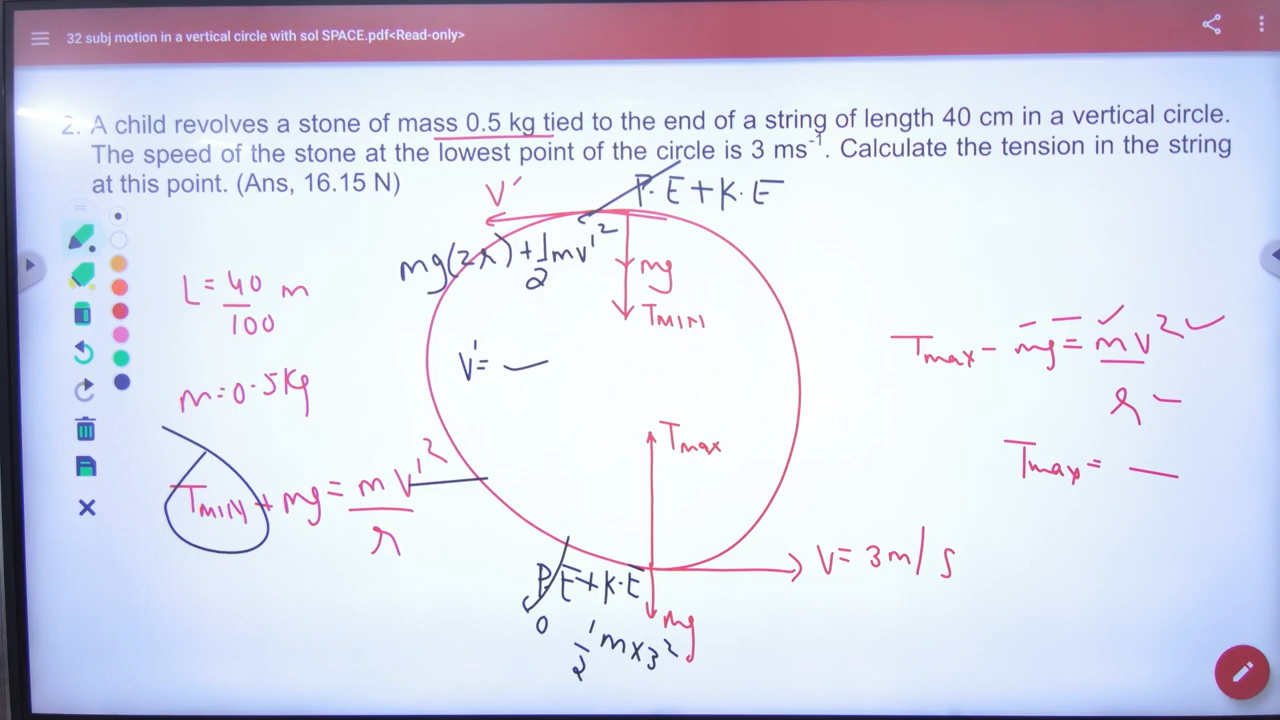 32 subj motion in a vertical circle with sol SPACE.pdf<Read-only>
2. A child revolves a stone of mass 0.5 kg tied to the end of a string of length 40 cm in a vertical circle.
The speed of the stone at the lowest point of the circle is 3 ms⁻¹. Calculate the tension in the string
at this point. (Ans, 16.15 N)
V' P.E + K.E
mg(2r) + 1/2 mv'²
mg
TMIN
L = 40/100 m
V' = —
Tmax - mg = mv²/r
m = 0.5 kg
Tmax
Tmax = —
TMIN + mg = mv'²/r
V = 3m/s
PE + K.E
0
mg
1/2 m x 3²